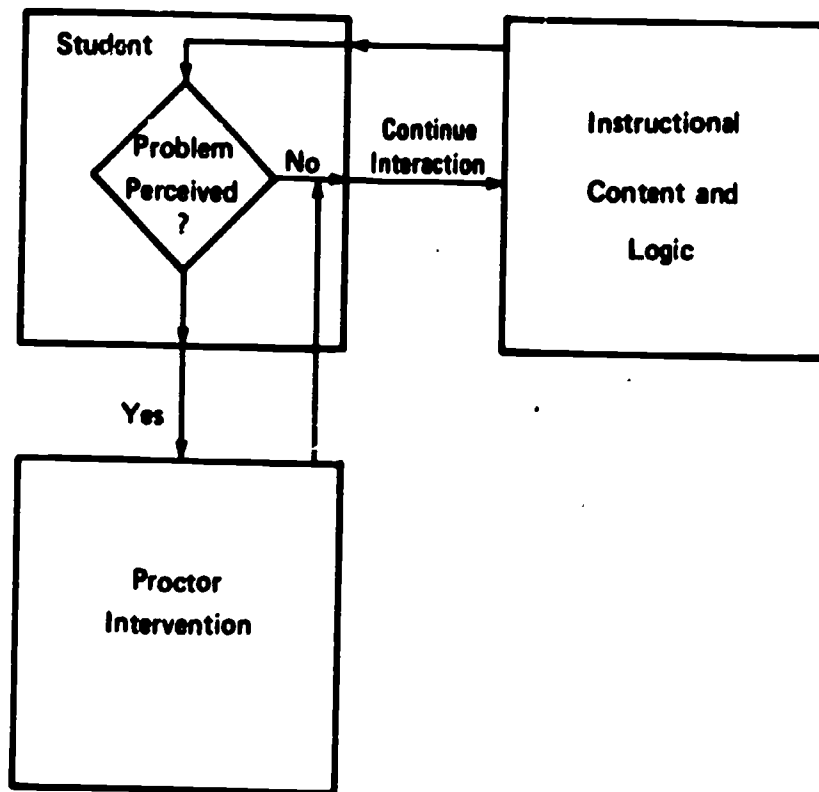 Student
Problem
Perceived
?
No
Continue
Interaction
Instructional
Content and
Logic
Yes
Proctor
Intervention